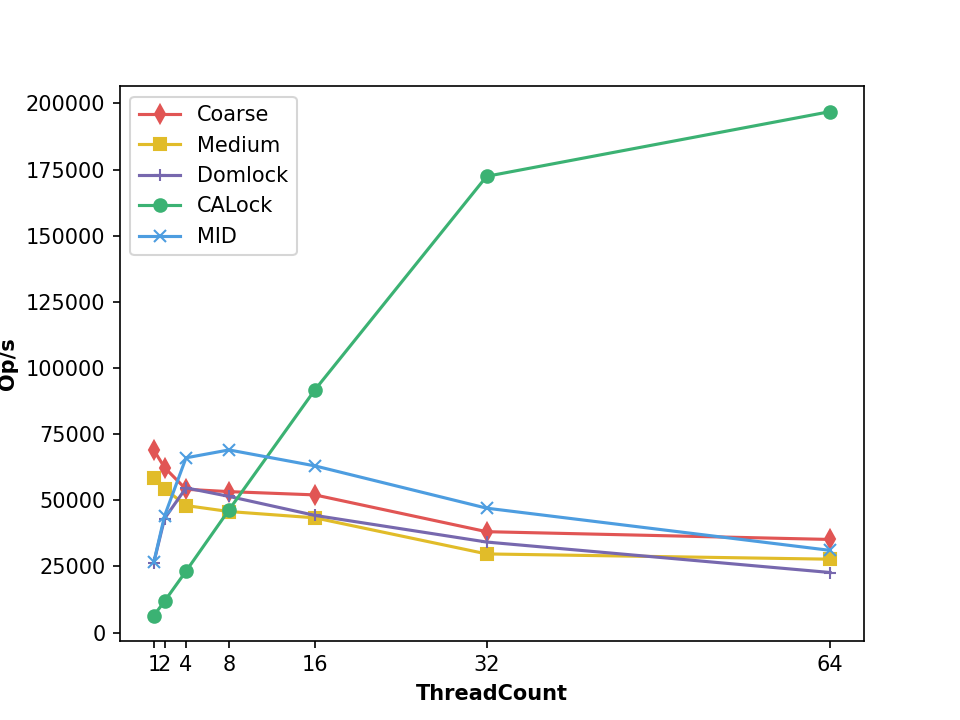 200000
175000
150000
125000
100000
75000
50000
25000
0
Op/s
Coarse
Medium
Domlock
CALock
MID
1 2 4 8 16 32 64
ThreadCount